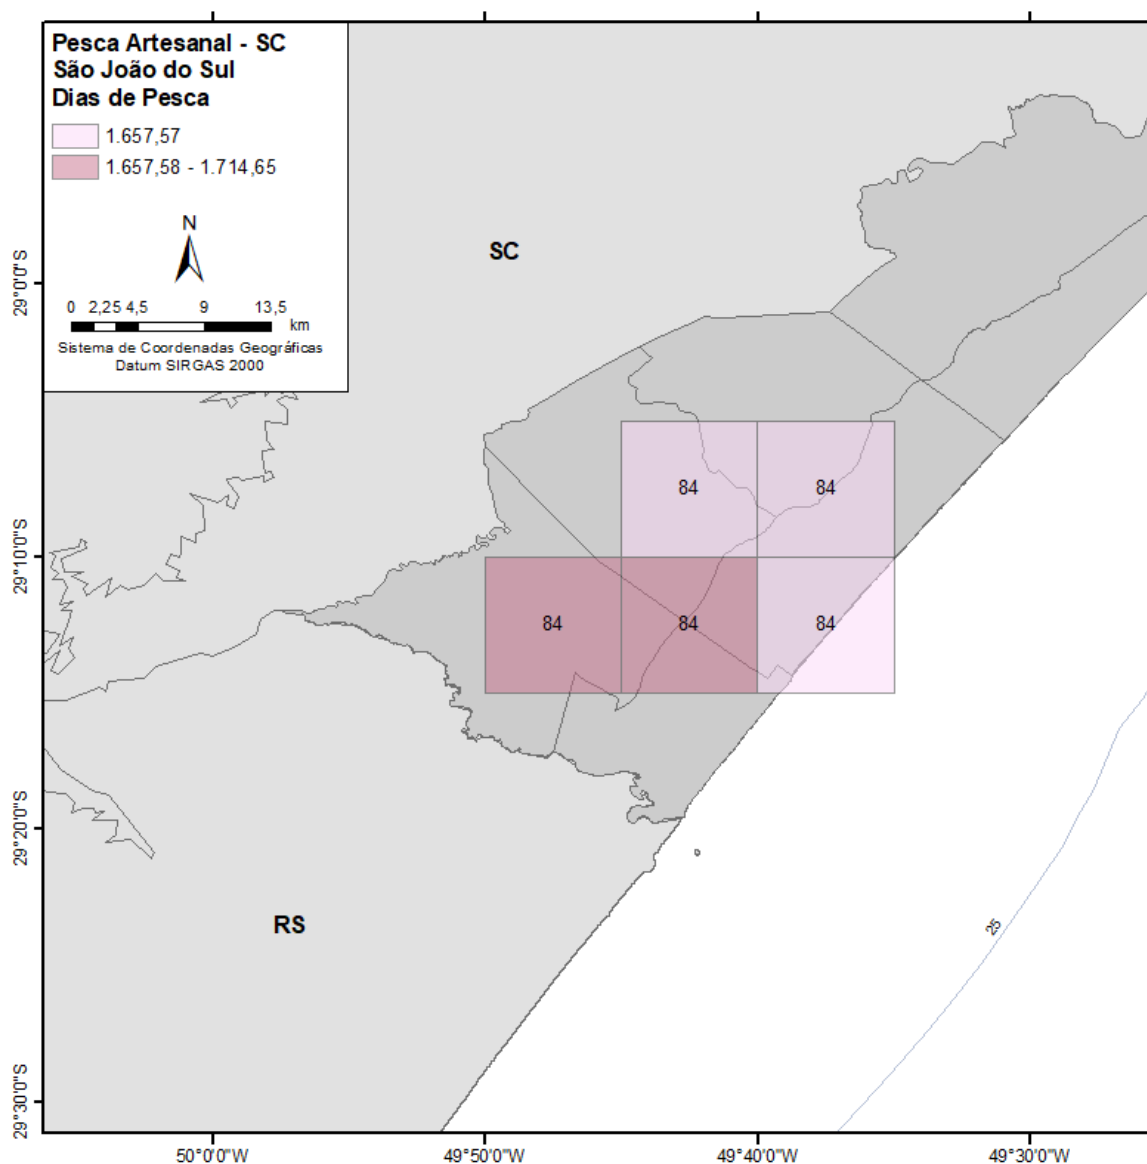 Pesca Artesanal - SC
São João do Sul
Dias de Pesca
1.657,57
1.657,58 - 1.714,65
N
0 2,25 4,5 9 13,5
km
Sistema de Coordenadas Geográficas
Datum SIRGAS 2000
SC
29°0'0"S
84 84
29°10'0"S
84 84 84
29°20'0"S
RS
25
29°30'0"S
50°0'0"W 49°50'0"W 49°40'0"W 49°30'0"W